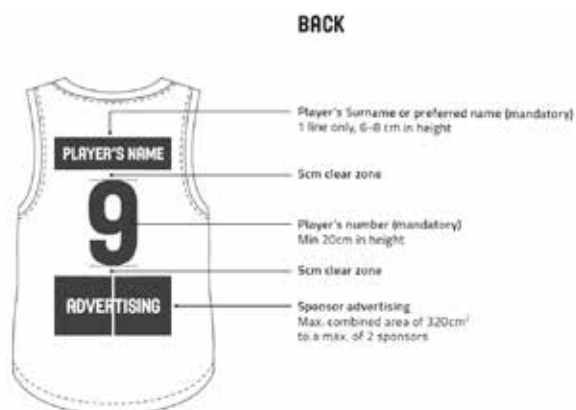 BACK
Player's Surname or preferred name (mandatory)
1 line only, 6-8 cm in height
PLAYER'S NAME
5cm clear zone
9
Player's number (mandatory)
Min 20cm in height
5cm clear zone
ADVERTISING
Sponsor advertising
Max. combined area of 320cm²
to a max. of 2 sponsors